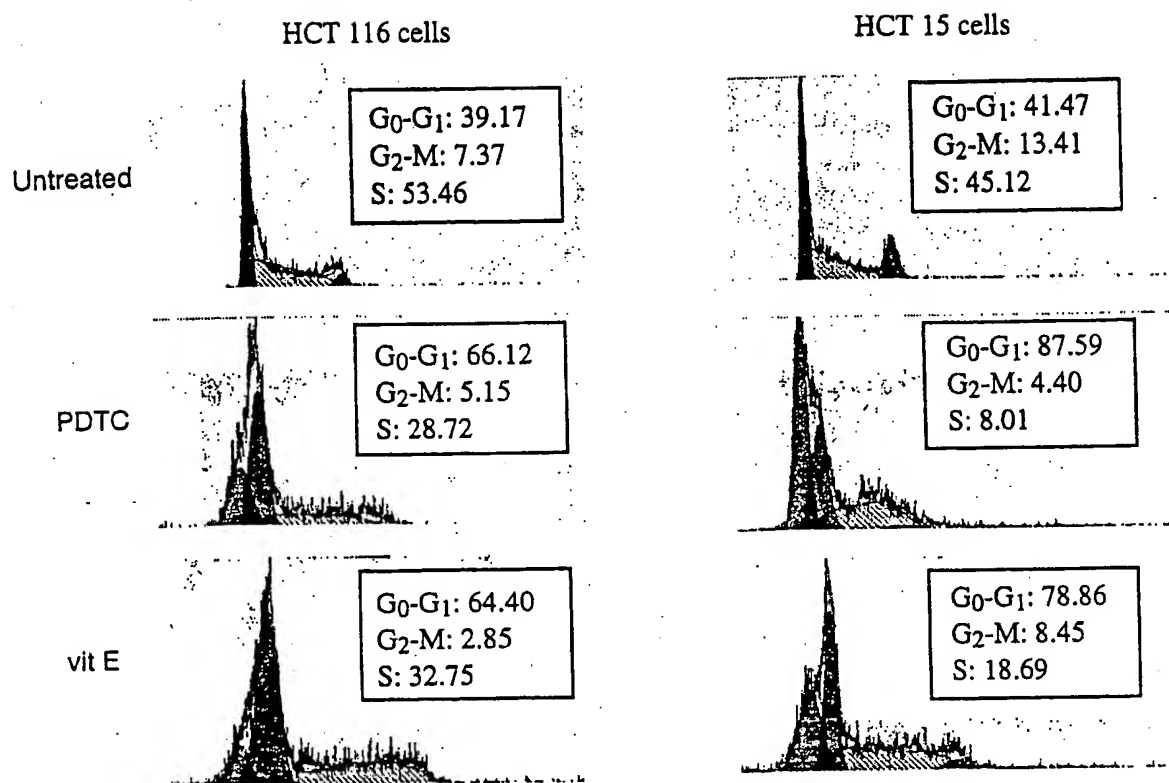 HCT 116 cells
HCT 15 cells
Untreated
G₀-G₁: 39.17
G₂-M: 7.37
S: 53.46
G₀-G₁: 41.47
G₂-M: 13.41
S: 45.12
PDTC
G₀-G₁: 66.12
G₂-M: 5.15
S: 28.72
G₀-G₁: 87.59
G₂-M: 4.40
S: 8.01
vit E
G₀-G₁: 64.40
G₂-M: 2.85
S: 32.75
G₀-G₁: 78.86
G₂-M: 8.45
S: 18.69